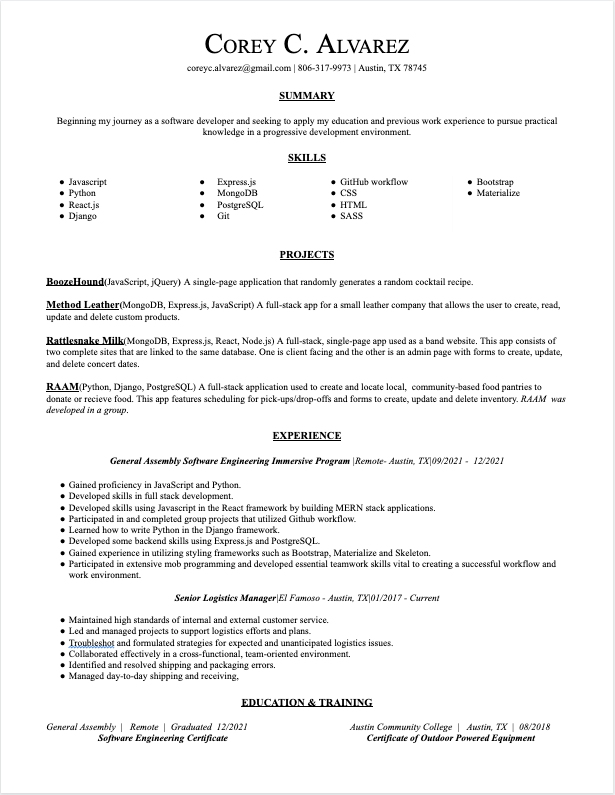 Corey C. Alvarez
coreyc.alvarez@gmail.com | 806-317-9973 | Austin, TX 78745
SUMMARY
Beginning my journey as a software developer and seeking to apply my education and previous work experience to pursue practical
knowledge in a progressive development environment.
SKILLS
● Javascript ● Express.js ● GitHub workflow ● Bootstrap
● Python ● MongoDB ● CSS ● Materialize
● React.js ● PostgreSQL ● HTML
● Django ● Git ● SASS
PROJECTS
BoozeHound(JavaScript, jQuery) A single-page application that randomly generates a random cocktail recipe.
Method Leather(MongoDB, Express.js, JavaScript) A full-stack app for a small leather company that allows the user to create, read,
update and delete custom products.
Rattlesnake Milk(MongoDB, Express.js, React, Node.js) A full-stack, single-page app used as a band website. This app consists of
two complete sites that are linked to the same database. One is client facing and the other is an admin page with forms to create, update,
and delete concert dates.
RAAM(Python, Django, PostgreSQL) A full-stack application used to create and locate local, community-based food pantries to
donate or recieve food. This app features scheduling for pick-ups/drop-offs and forms to create, update and delete inventory. RAAM was
developed in a group.
EXPERIENCE
General Assembly Software Engineering Immersive Program |Remote- Austin, TX|09/2021 - 12/2021
● Gained proficiency in JavaScript and Python.
● Developed skills in full stack development.
● Developed skills using Javascript in the React framework by building MERN stack applications.
● Participated in and completed group projects that utilized Github workflow.
● Learned how to write Python in the Django framework.
● Developed some backend skills using Express.js and PostgreSQL.
● Gained experience in utilizing styling frameworks such as Bootstrap, Materialize and Skeleton.
● Participated in extensive mob programming and developed essential teamwork skills vital to creating a successful workflow and
work environment.
Senior Logistics Manager|El Famoso - Austin, TX|01/2017 - Current
● Maintained high standards of internal and external customer service.
● Led and managed projects to support logistics efforts and plans.
● Troubleshot and formulated strategies for expected and unanticipated logistics issues.
● Collaborated effectively in a cross-functional, team-oriented environment.
● Identified and resolved shipping and packaging errors.
● Managed day-to-day shipping and receiving,
EDUCATION & TRAINING
General Assembly | Remote | Graduated 12/2021 Austin Community College | Austin, TX | 08/2018
Software Engineering Certificate Certificate of Outdoor Powered Equipment